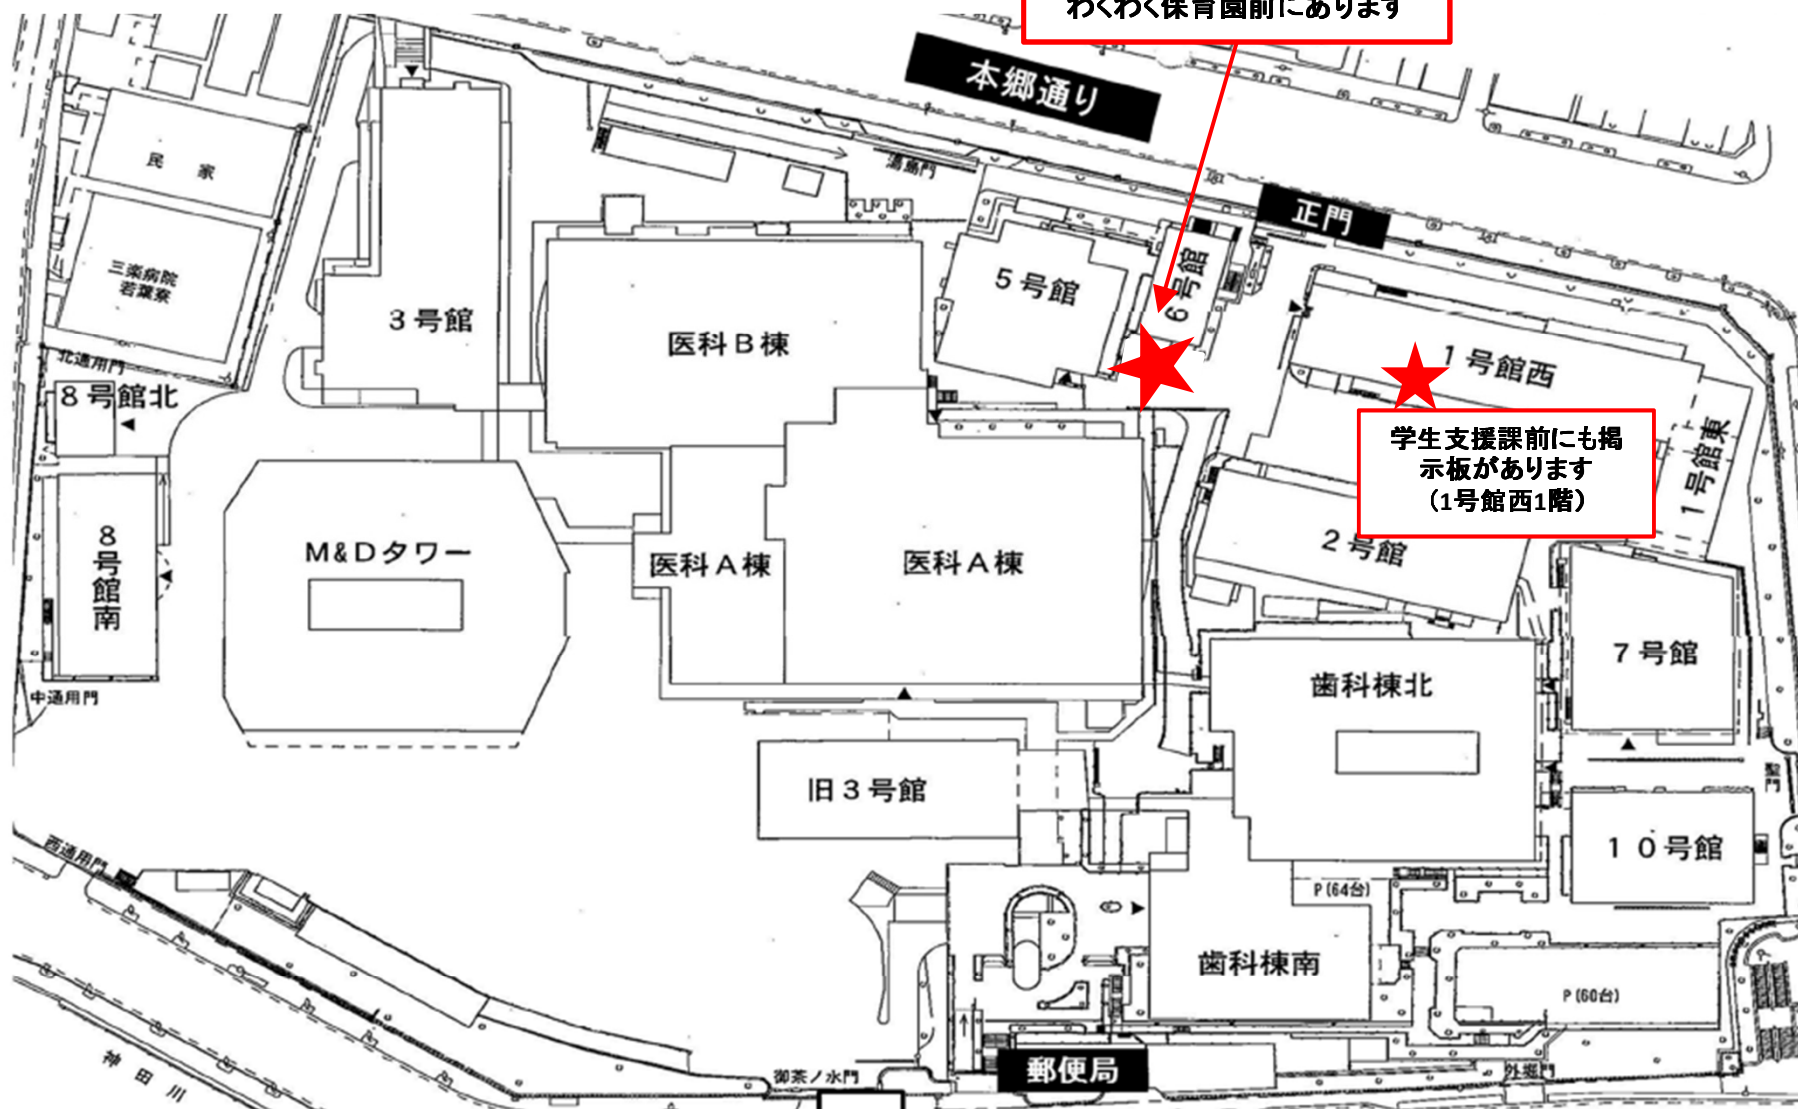 わくわく保育園前にあります
本郷通り
湯島門
正門
民家
三楽病院
若葉寮
北通用門
8号館北
3号館
医科B棟
5号館
6号館
1号館西
学生支援課前にも掲
示板があります
(1号館西1階)
1号館東
8号館南
M&Dタワー
医科A棟
医科A棟
2号館
7号館
中通用門
歯科棟北
旧3号館
聖門
10号館
西通用門
P(64台)
歯科棟南
P(60台)
神田川
御茶ノ水門
郵便局
外堀門